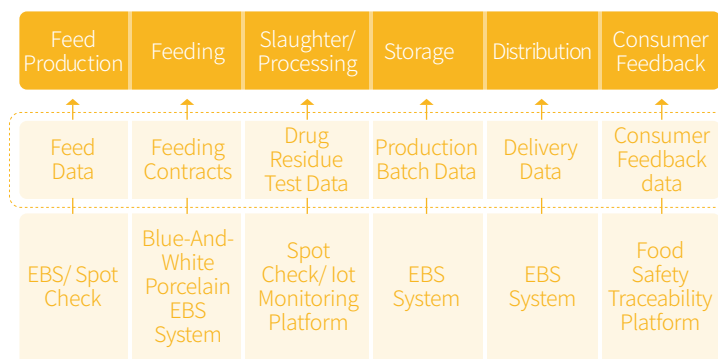 Feed
Production
Feeding
Slaughter/
Processing
Storage
Distribution
Consumer
Feedback
Feed
Data
Feeding
Contracts
Drug
Residue
Test Data
Production
Batch Data
Delivery
Data
Consumer
Feedback
data
EBS/ Spot
Check
Blue-And-
White
Porcelain
EBS
System
Spot
Check/ Iot
Monitoring
Platform
EBS
System
EBS
System
Food
Safety
Traceability
Platform